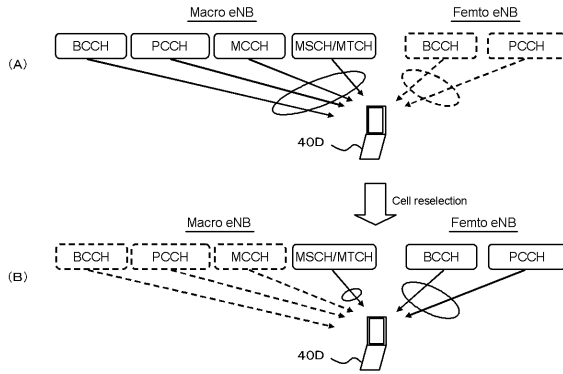 Macro eNB Femto eNB
(A) BCCH PCCH MCCH MSCH/MTCH BCCH PCCH
40D
Cell reselection
Macro eNB Femto eNB
(B) BCCH PCCH MCCH MSCH/MTCH BCCH PCCH
40D